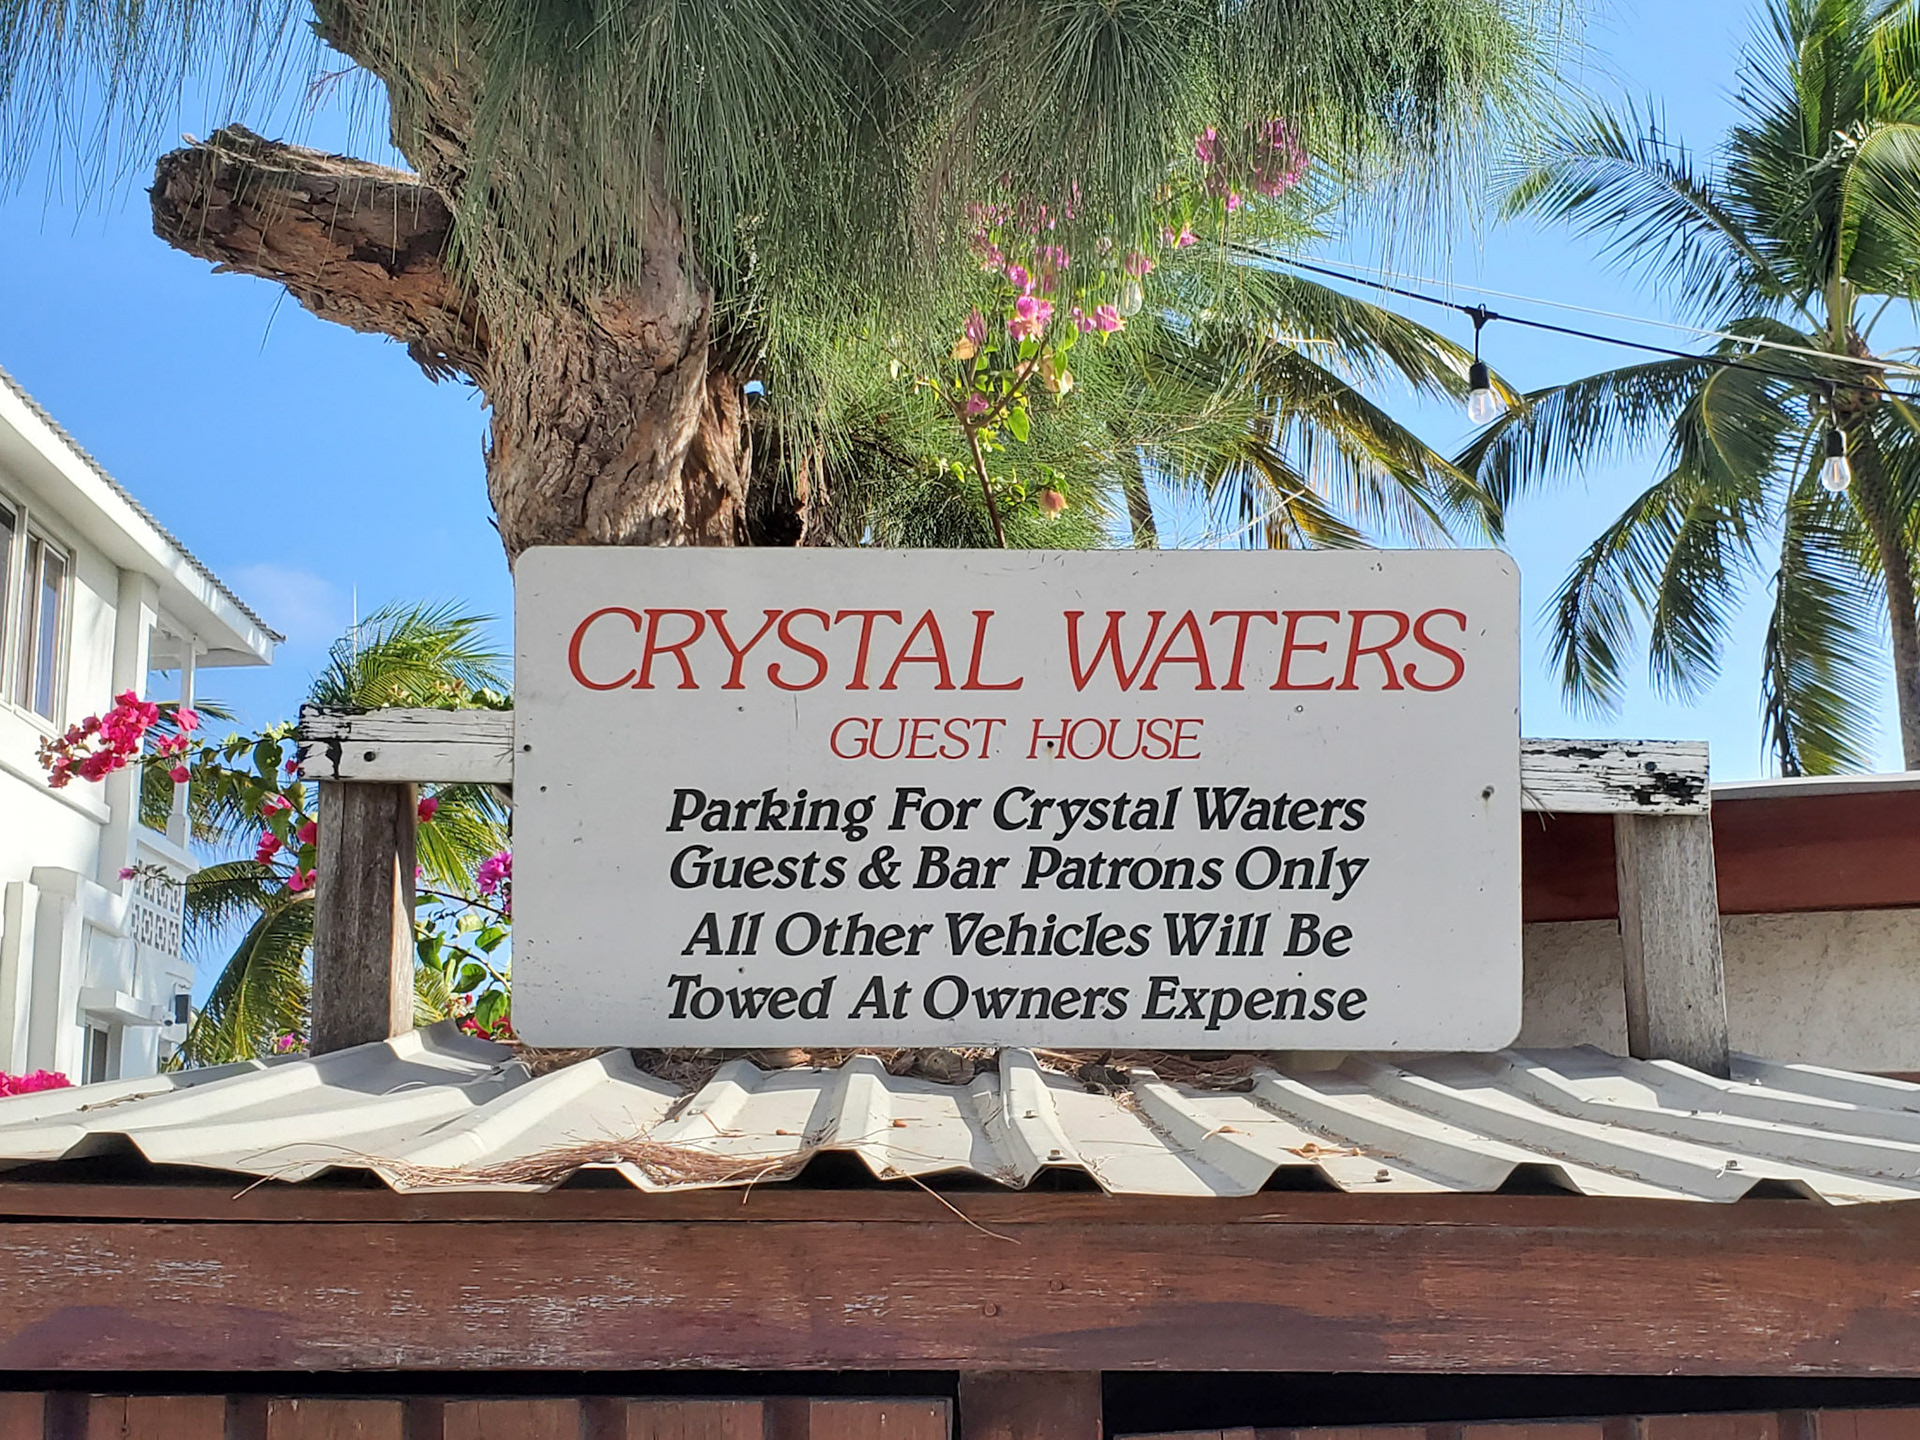 CRYSTAL WATERS
GUEST HOUSE
Parking For Crystal Waters
Guests & Bar Patrons Only
All Other Vehicles Will Be
Towed At Owners Expense